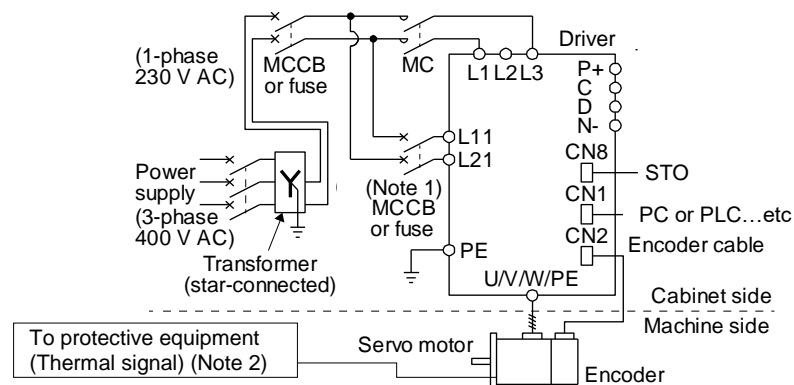 Driver
(1-phase
230 V AC)
MCCB
or fuse
MC
L1 L2 L3
P+
C
D
N-
L11
L21
CN8
STO
Power
supply
(3-phase
400 V AC)
(Note 1)
MCCB
or fuse
CN1
PC or PLC…etc
CN2
Encoder cable
Transformer
(star-connected)
PE
U/V/W/PE
Cabinet side
Machine side
To protective equipment
(Thermal signal) (Note 2)
Servo motor
Encoder